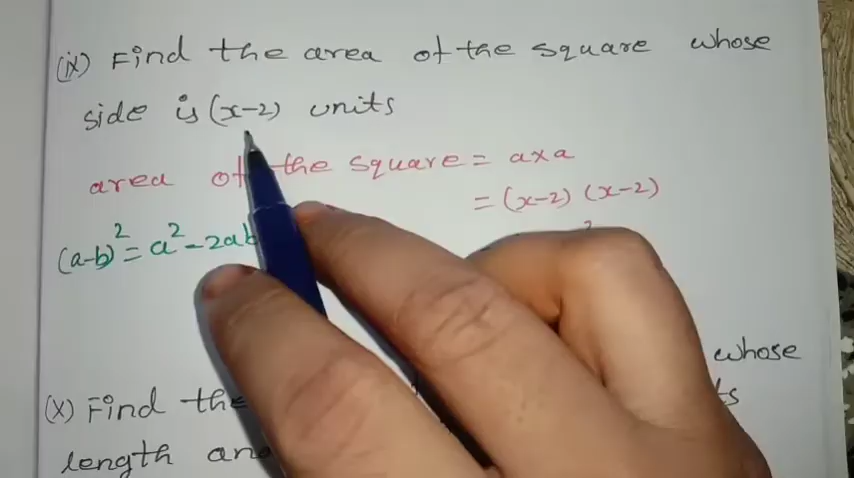 (ix) Find the area of the square whose
side is (x-2) units
area of the square = a×a
= (x-2) (x-2)
(a-b)² = a² - 2ab
2
whose
(x) Find the
length and